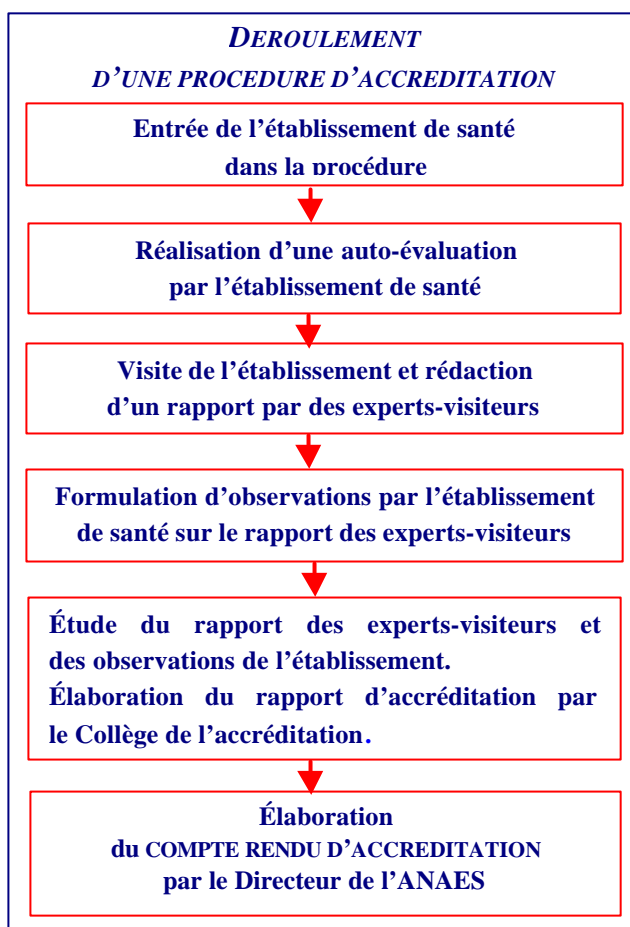 DEROULEMENT
D’UNE PROCEDURE D’ACCREDITATION
Entrée de l’établissement de santé
dans la procédure
Réalisation d’une auto-évaluation
par l’établissement de santé
Visite de l’établissement et rédaction
d’un rapport par des experts-visiteurs
Formulation d’observations par l’établissement
de santé sur le rapport des experts-visiteurs
Étude du rapport des experts-visiteurs et
des observations de l’établissement.
Élaboration du rapport d’accréditation par
le Collège de l’accréditation.
Élaboration
du COMPTE RENDU D’ACCREDITATION
par le Directeur de l’ANAES